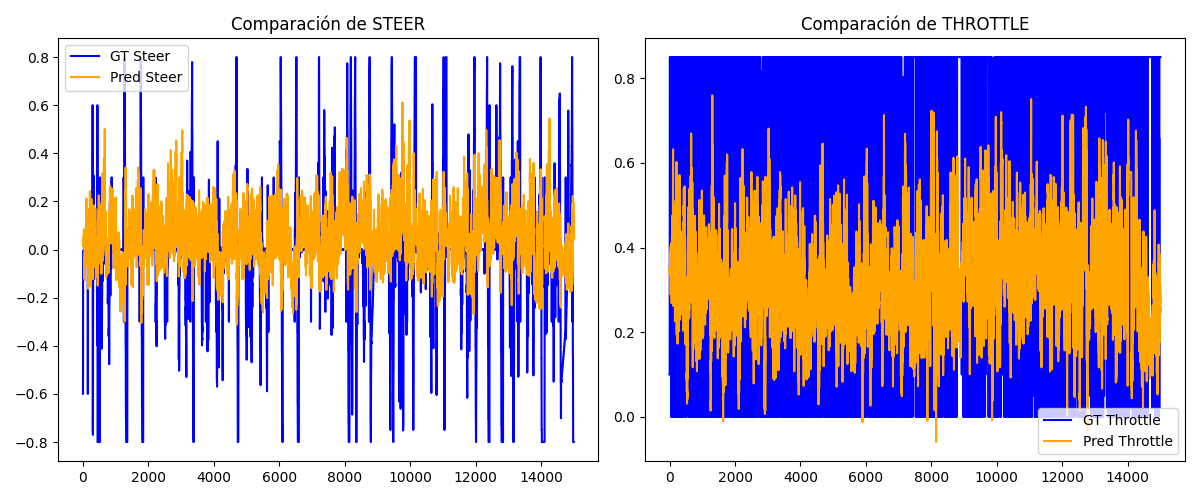 Comparación de STEER
GT Steer
Pred Steer
0.8
0.6
0.4
0.2
0.0
−0.2
−0.4
−0.6
−0.8
0 2000 4000 6000 8000 10000 12000 14000
Comparación de THROTTLE
0.8
0.6
0.4
0.2
0.0
GT Throttle
Pred Throttle
0 2000 4000 6000 8000 10000 12000 14000